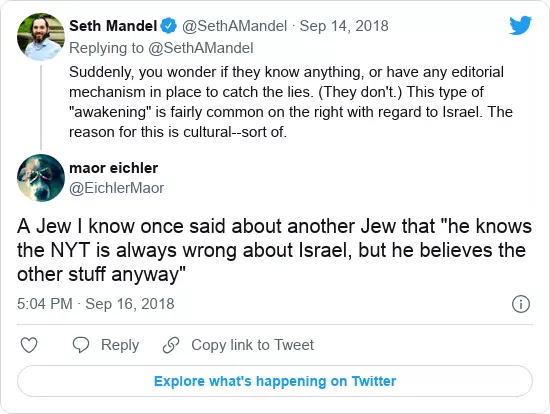 Seth Mandel @SethAMandel · Sep 14, 2018
Replying to @SethAMandel
Suddenly, you wonder if they know anything, or have any editorial
mechanism in place to catch the lies. (They don't.) This type of
"awakening" is fairly common on the right with regard to Israel. The
reason for this is cultural--sort of.
maor eichler
@EichlerMaor
A Jew I know once said about another Jew that "he knows
the NYT is always wrong about Israel, but he believes the
other stuff anyway"
5:04 PM · Sep 16, 2018
Reply Copy link to Tweet
Explore what's happening on Twitter